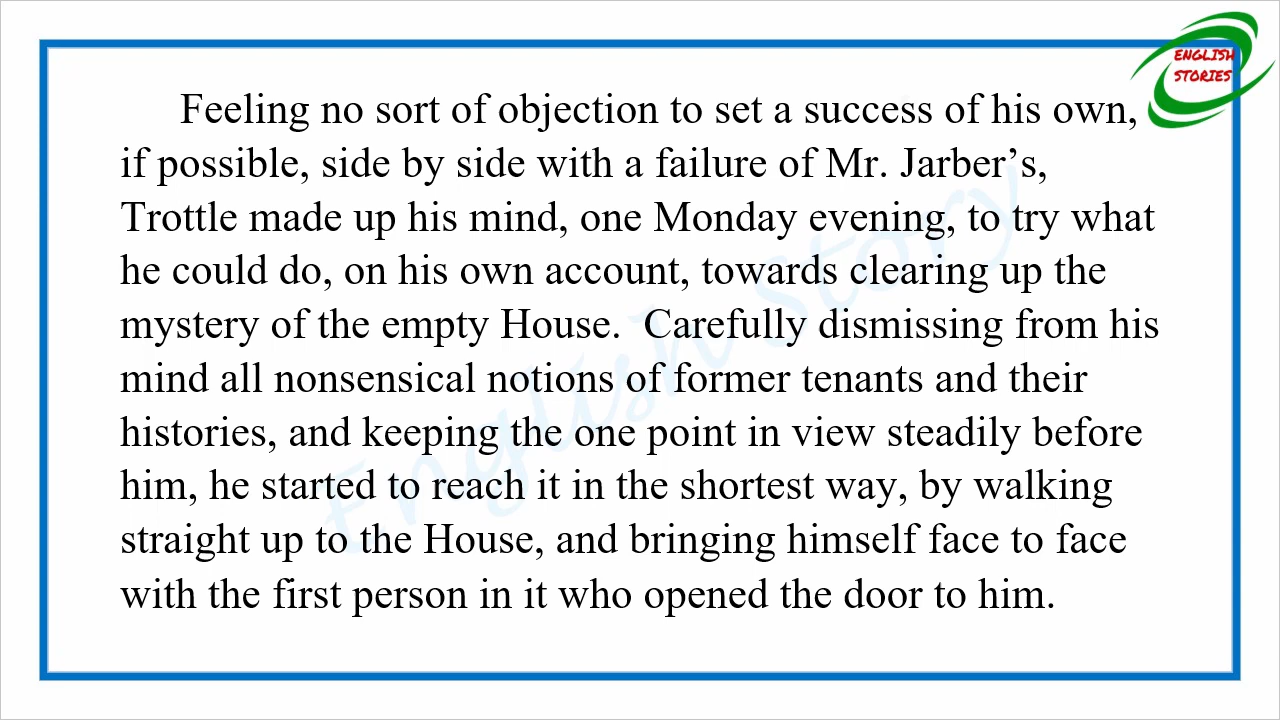 ENGLISH
STORIES
Feeling no sort of objection to set a success of his own,
if possible, side by side with a failure of Mr. Jarber’s,
Trottle made up his mind, one Monday evening, to try what
he could do, on his own account, towards clearing up the
mystery of the empty House.  Carefully dismissing from his
mind all nonsensical notions of former tenants and their
histories, and keeping the one point in view steadily before
him, he started to reach it in the shortest way, by walking
straight up to the House, and bringing himself face to face
with the first person in it who opened the door to him.
English Story